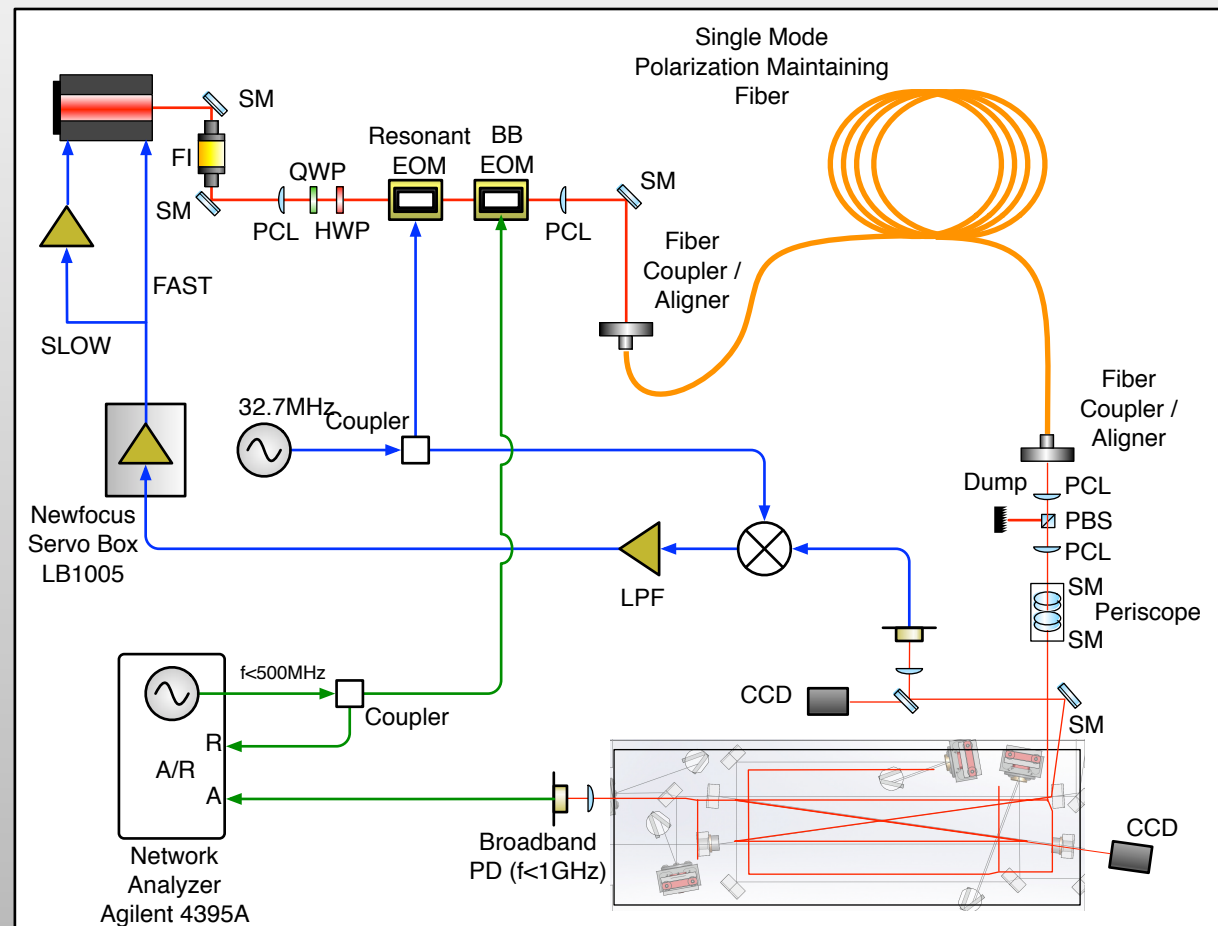 Single Mode
Polarization Maintaining
Fiber
SM
FI
SM
PCL
QWP
HWP
Resonant
EOM
BB
EOM
PCL
SM
Fiber
Coupler /
Aligner
FAST
SLOW
32.7MHz
Coupler
Newfocus
Servo Box
LB1005
LPF
Fiber
Coupler /
Aligner
Dump
PCL
PBS
PCL
SM
Periscope
SM
CCD
SM
f<500MHz
Coupler
R
A/R
A
Network
Analyzer
Agilent 4395A
Broadband
PD (f<1GHz)
CCD